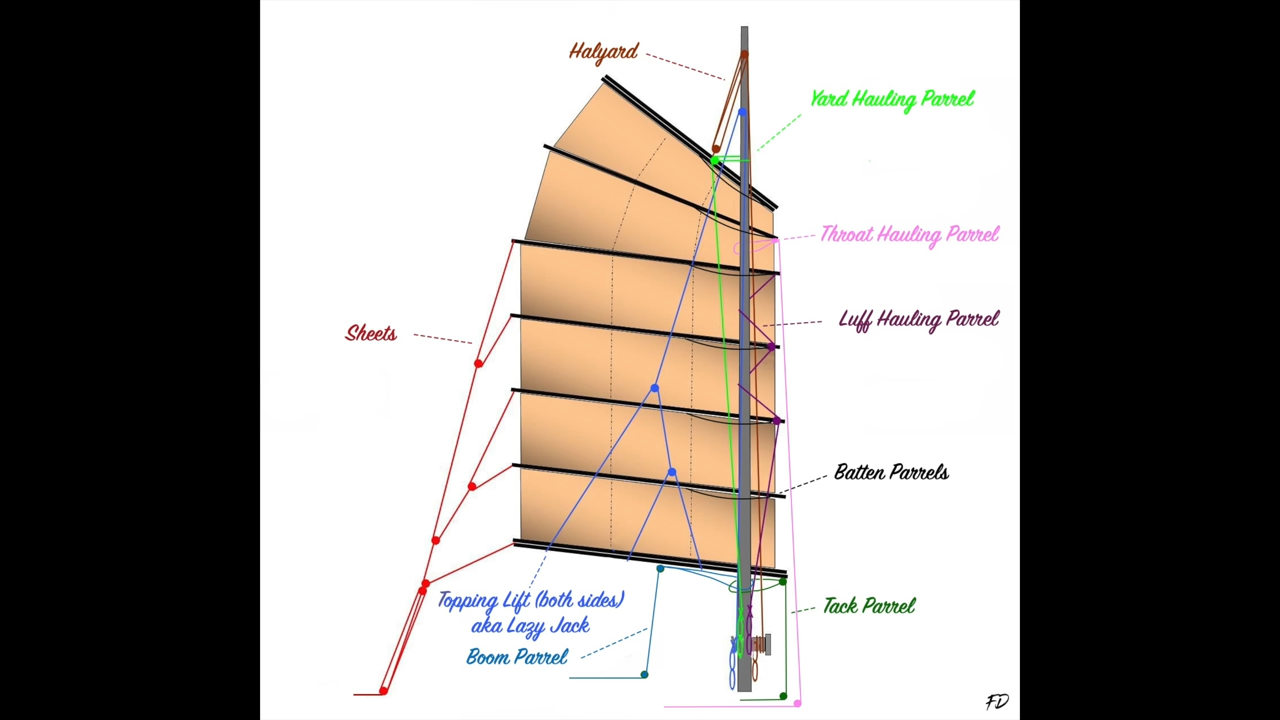 Halyard
Yard Hauling Parrel
Throat Hauling Parrel
Luff Hauling Parrel
Sheets
Batten Parrels
Topping Lift (both sides)
aka Lazy Jack
Tack Parrel
Boom Parrel
FD